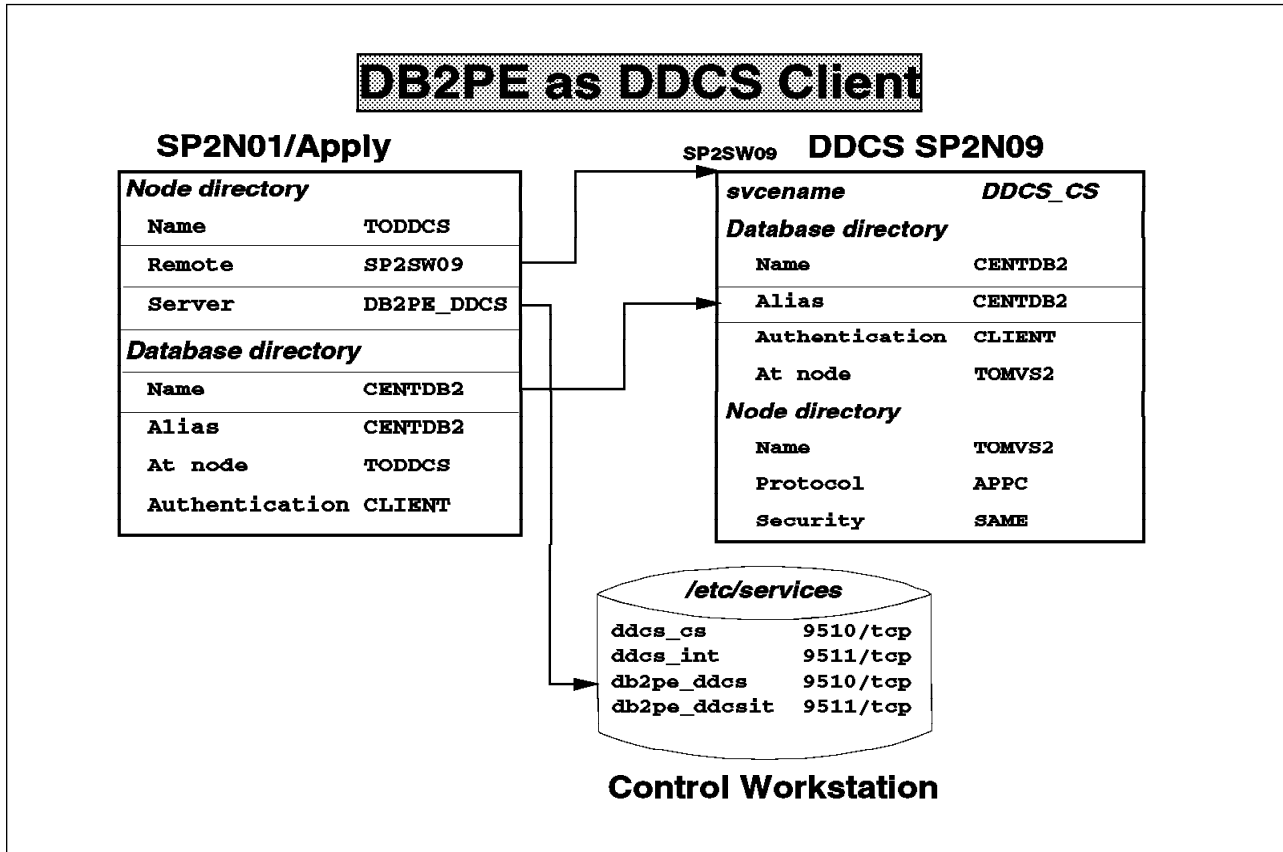 DB2PE as DDCS Client
SP2N01/Apply
Node directory
Name TODDCS
Remote SP2SW09
Server DB2PE_DDCS
Database directory
Name CENTDB2
Alias CENTDB2
At node TODDCS
Authentication CLIENT
SP2SW09 DDCS SP2N09
svcename DDCS_CS
Database directory
Name CENTDB2
Alias CENTDB2
Authentication CLIENT
At node TOMVS2
Node directory
Name TOMVS2
Protocol APPC
Security SAME
/etc/services
ddcs_cs 9510/tcp
ddcs_int 9511/tcp
db2pe_ddcs 9510/tcp
db2pe_ddcsit 9511/tcp
Control Workstation